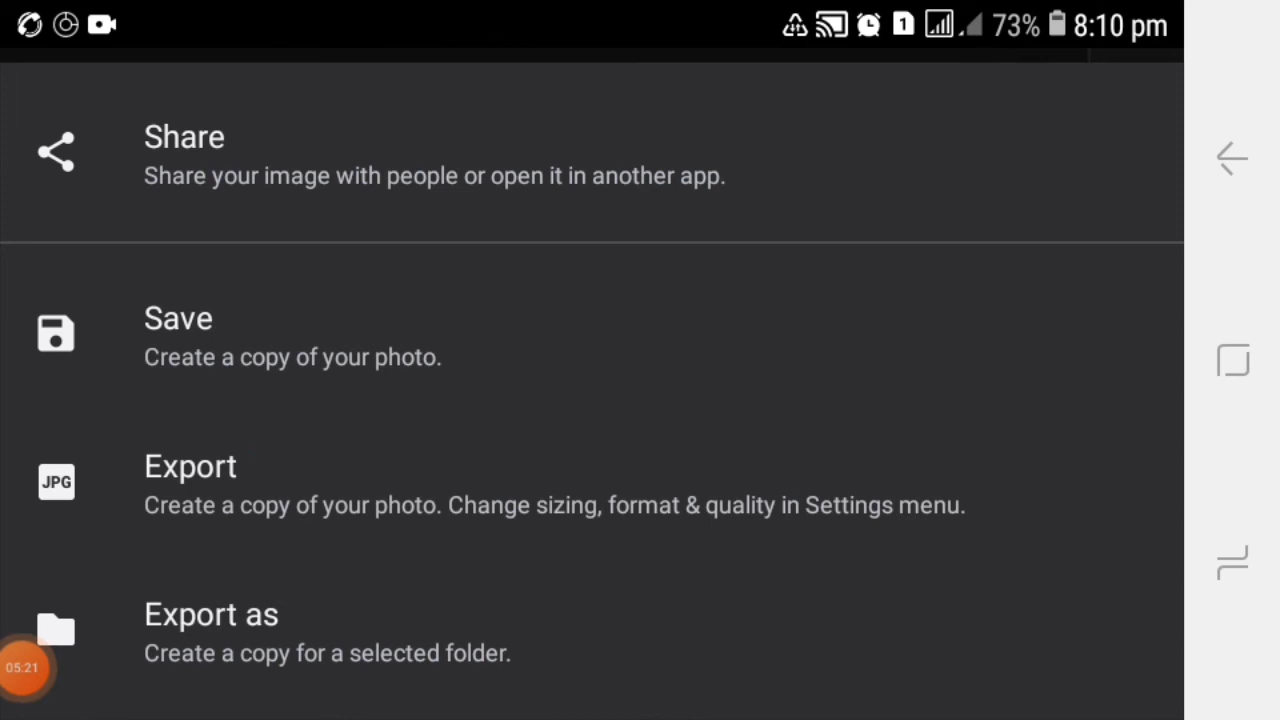 1 73% 8:10 pm
Share
Share your image with people or open it in another app.
Save
Create a copy of your photo.
JPG
Export
Create a copy of your photo. Change sizing, format & quality in Settings menu.
Export as
Create a copy for a selected folder.
05:21